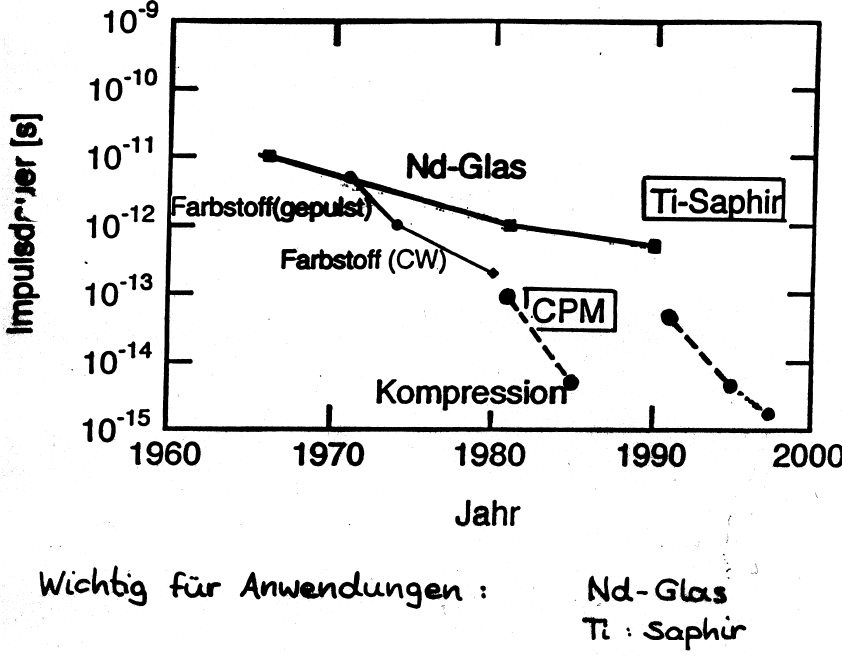 10-9
10-10
10-11
10-12
10-13
10-14
10-15
Impulsdauer [s]
Nd-Glas
Ti-Saphir
Farbstoff(gepulst)
Farbstoff (CW)
CPM
Kompression
1960 1970 1980 1990 2000
Jahr
Wichtig für Anwendungen : Nd-Glas
Ti : Saphir